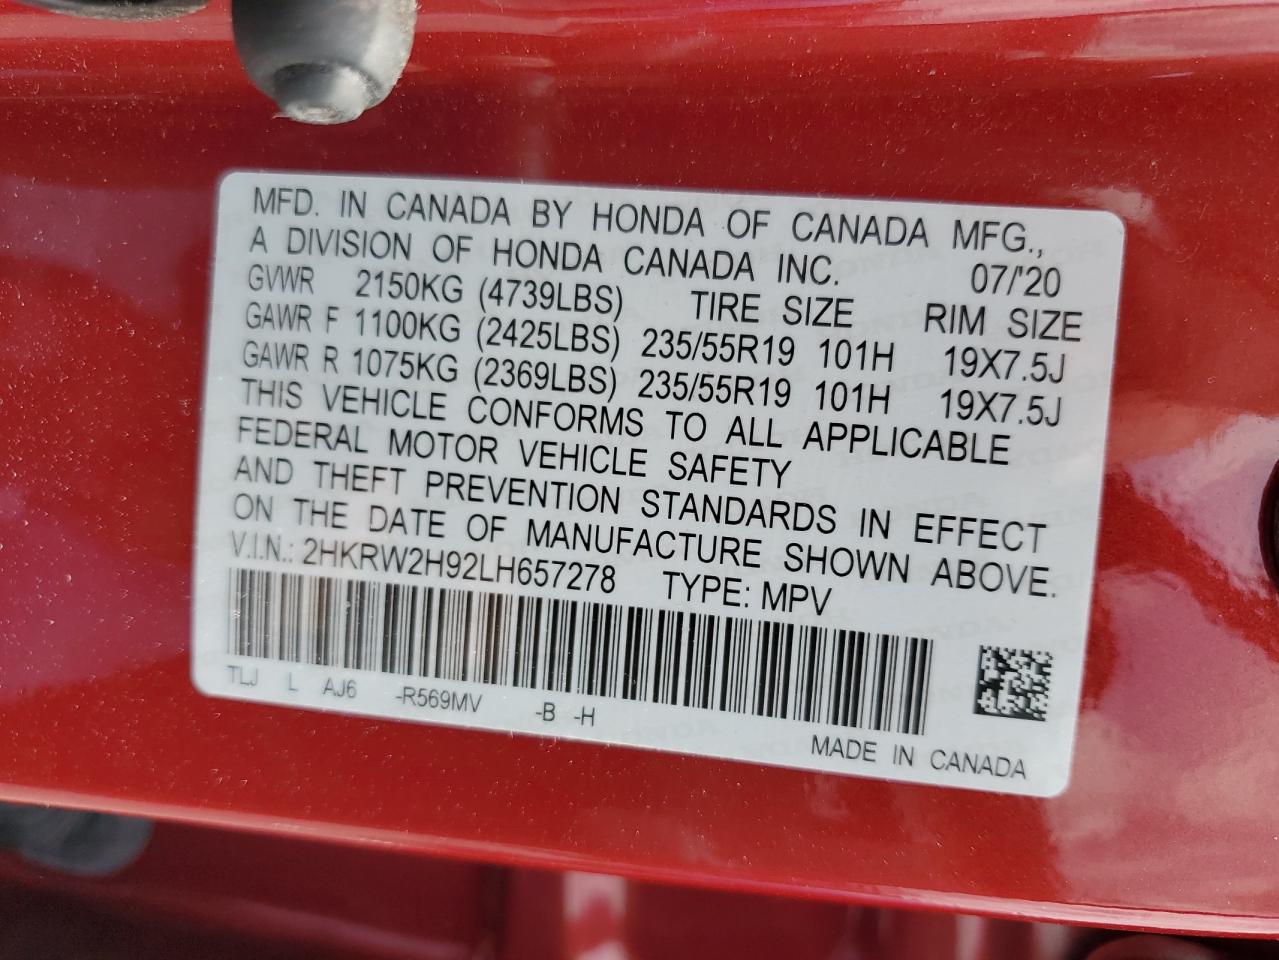 MFD. IN CANADA BY HONDA OF CANADA MFG.,
A DIVISION OF HONDA CANADA INC. 07/'20
GVWR 2150KG (4739LBS) TIRE SIZE RIM SIZE
GAWR F 1100KG (2425LBS) 235/55R19 101H 19X7.5J
GAWR R 1075KG (2369LBS) 235/55R19 101H 19X7.5J
THIS VEHICLE CONFORMS TO ALL APPLICABLE
FEDERAL MOTOR VEHICLE SAFETY
AND THEFT PREVENTION STANDARDS IN EFFECT
ON THE DATE OF MANUFACTURE SHOWN ABOVE.
V.I.N.: 2HKRW2H92LH657278 TYPE: MPV
TLJ L AJ6 -R569MV -B -H
MADE IN CANADA